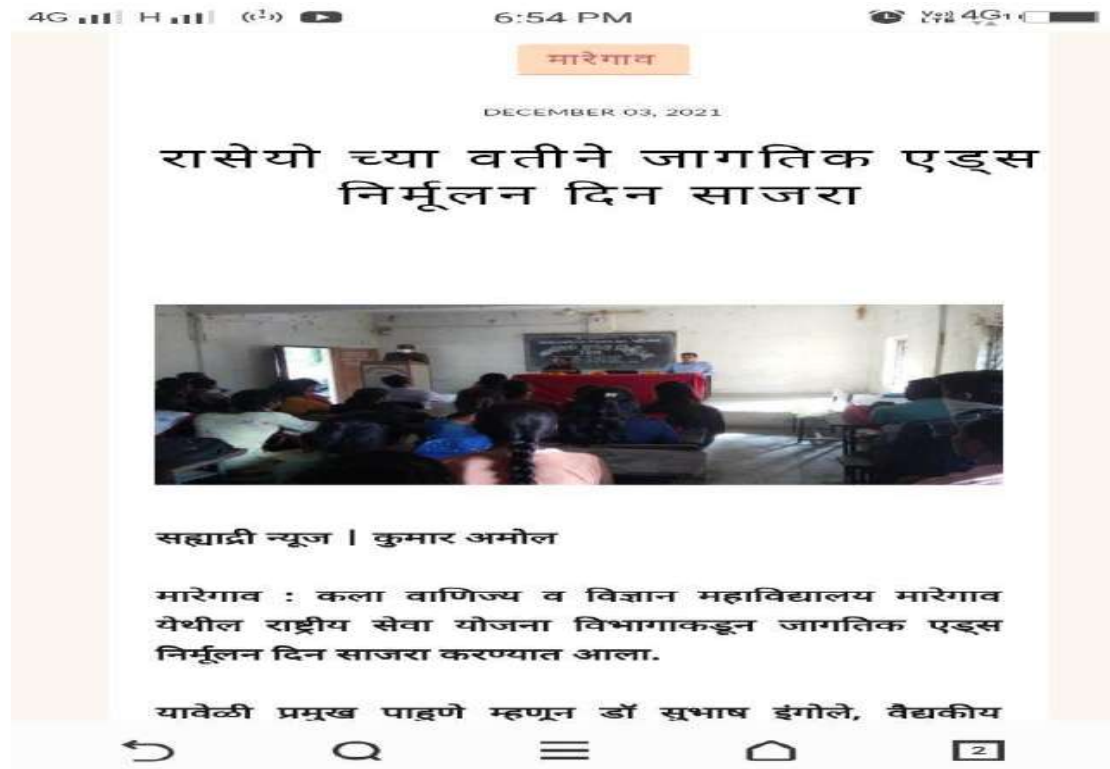 4G H 6:54 PM 4G
मारेगाव
DECEMBER 03, 2021
रासेयो च्या वतीने जागतिक एड्स
निर्मूलन दिन साजरा
सह्याद्री न्यूज | कुमार अमोल
मारेगाव : कला वाणिज्य व विज्ञान महाविद्यालय मारेगाव
येथील राष्ट्रीय सेवा योजना विभागाकडून जागतिक एड्स
निर्मूलन दिन साजरा करण्यात आला.
यावेळी प्रमुख पाहूणे म्हणून डॉ सुभाष इंगोले, वैद्यकीय
2